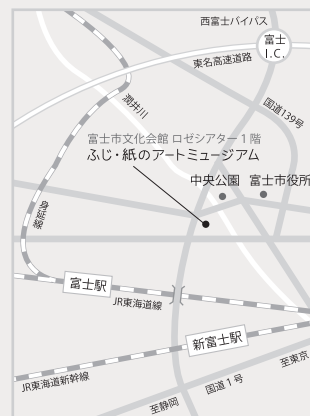 西富士バイパス
富士
I.C.
東名高速道路
国道139号
潤井川
富士市文化会館 ロゼシアター1階
ふじ・紙のアートミュージアム
中央公園
富士市役所
身延線
富士駅
JR東海道線
新富士駅
至東京
JR東海道新幹線
国道1号
至静岡